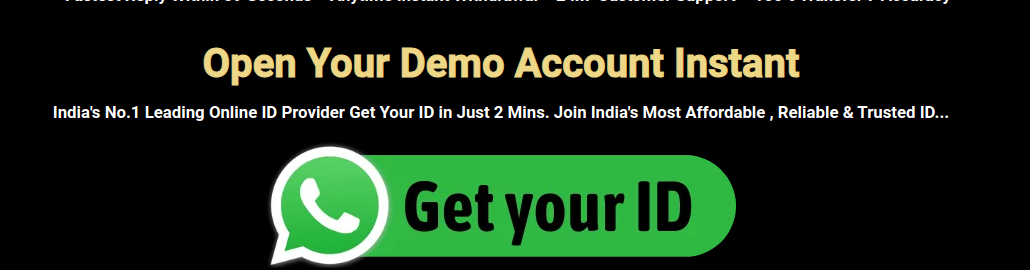 Open Your Demo Account Instant
India's No.1 Leading Online ID Provider Get Your ID in Just 2 Mins. Join India's Most Affordable , Reliable & Trusted ID...
Get your ID